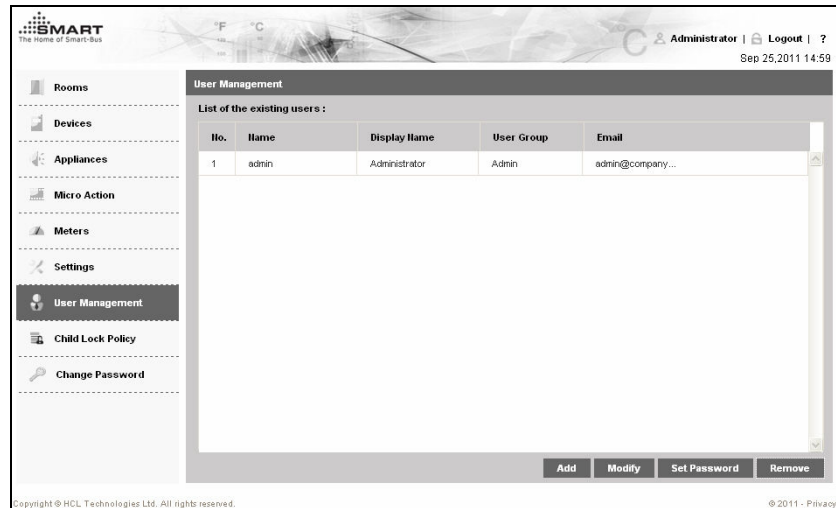 SMART
The Home of Smart-Bus
°F °C
C
Administrator | Logout | ?
Sep 25,2011 14:59
Rooms
Devices
Appliances
Micro Action
Meters
Settings
User Management
Child Lock Policy
Change Password
User Management
List of the existing users :
No. Name Display Name User Group Email
1 admin Administrator Admin admin@company...
Add Modify Set Password Remove
Copyright © HCL Technologies Ltd. All rights reserved.
© 2011 - Privacy